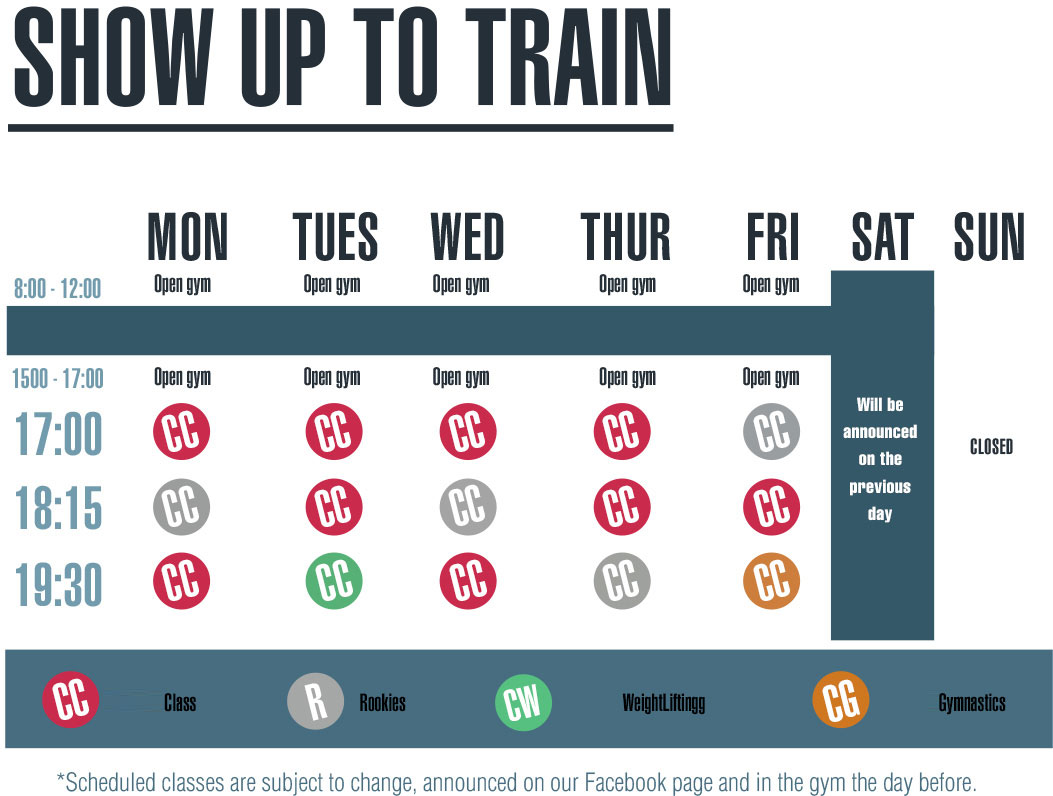 SHOW UP TO TRAIN
MON TUES WED THUR FRI SAT SUN
8:00 - 12:00 Open gym Open gym Open gym Open gym Open gym
1500 - 17:00 Open gym Open gym Open gym Open gym Open gym
17:00 CC CC CC CC CC
18:15 CC CC CC CC CC
19:30 CC CC CC CC CC
Will be
announced
on the
previous
day
CLOSED
CC Class R Rookies CW WeightLiftingg CG Gymnastics
*Scheduled classes are subject to change, announced on our Facebook page and in the gym the day before.